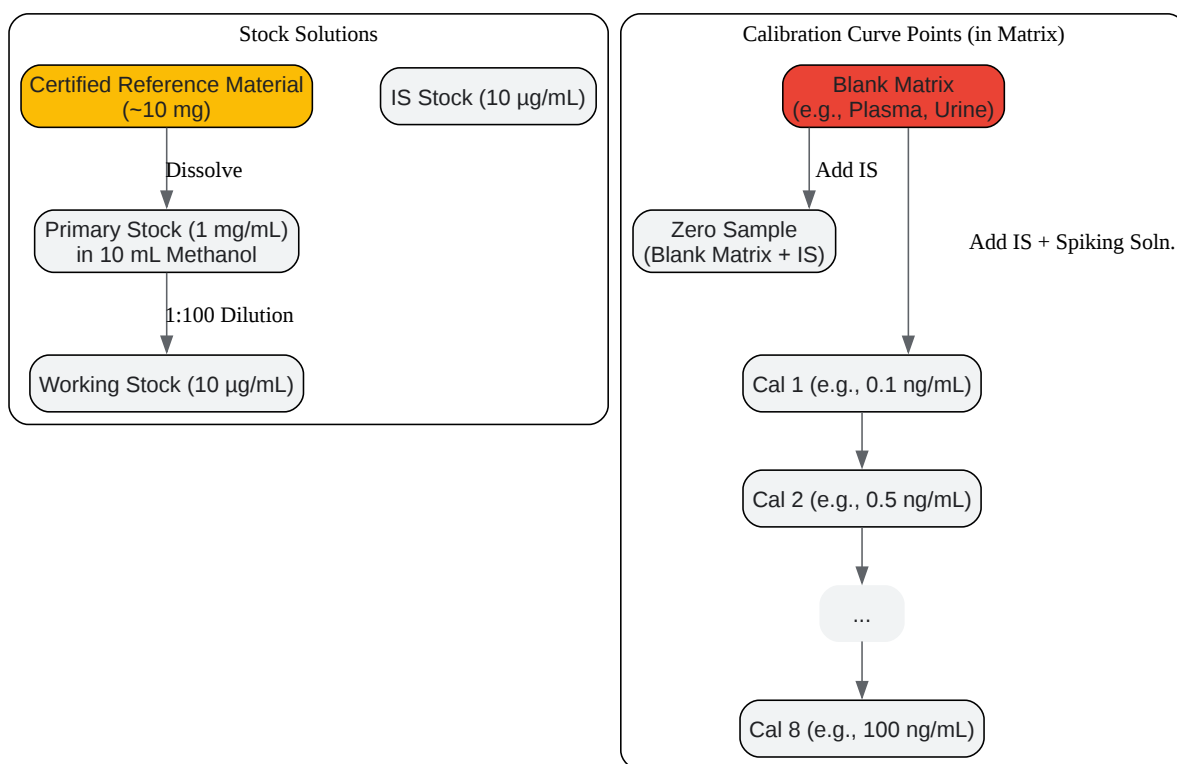 Stock Solutions
Certified Reference Material
(~10 mg)
IS Stock (10 µg/mL)
Dissolve
Primary Stock (1 mg/mL)
in 10 mL Methanol
1:100 Dilution
Working Stock (10 µg/mL)
Calibration Curve Points (in Matrix)
Blank Matrix
(e.g., Plasma, Urine)
Add IS
Zero Sample
(Blank Matrix + IS)
Add IS + Spiking Soln.
Cal 1 (e.g., 0.1 ng/mL)
Cal 2 (e.g., 0.5 ng/mL)
...
Cal 8 (e.g., 100 ng/mL)